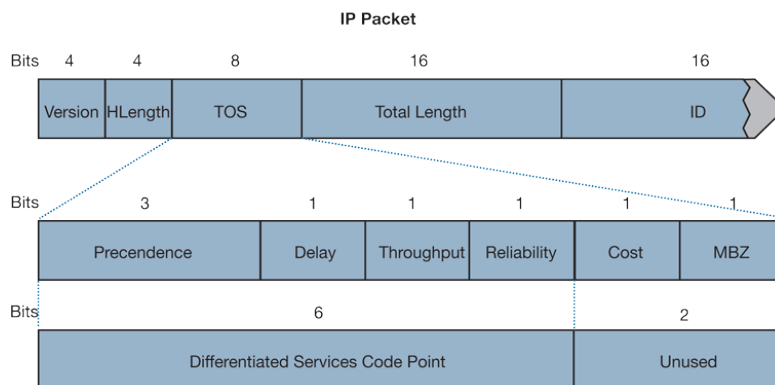 IP Packet
Bits 4 4 8 16 16
Version HLength TOS Total Length ID
Bits 3 1 1 1 1 1
Precendence Delay Throughput Reliability Cost MBZ
Bits 6 2
Differentiated Services Code Point Unused